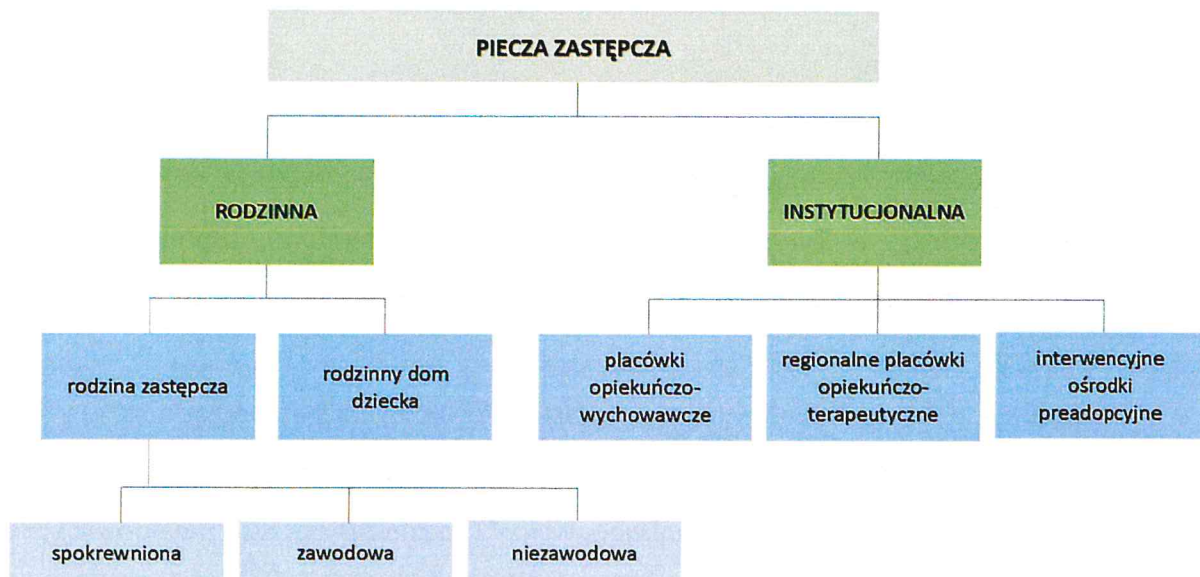 PIECZA ZASTĘPCZA
RODZINNA
INSTYTUCJONALNA
rodzina zastępcza
rodzinny dom
dziecka
placówki
opiekuńczo-
wychowawcze
regionalne placówki
opiekuńczo-
terapeutyczne
interwencyjne
ośrodki
preadopcyjne
spokrewniona
zawodowa
niezawodowa